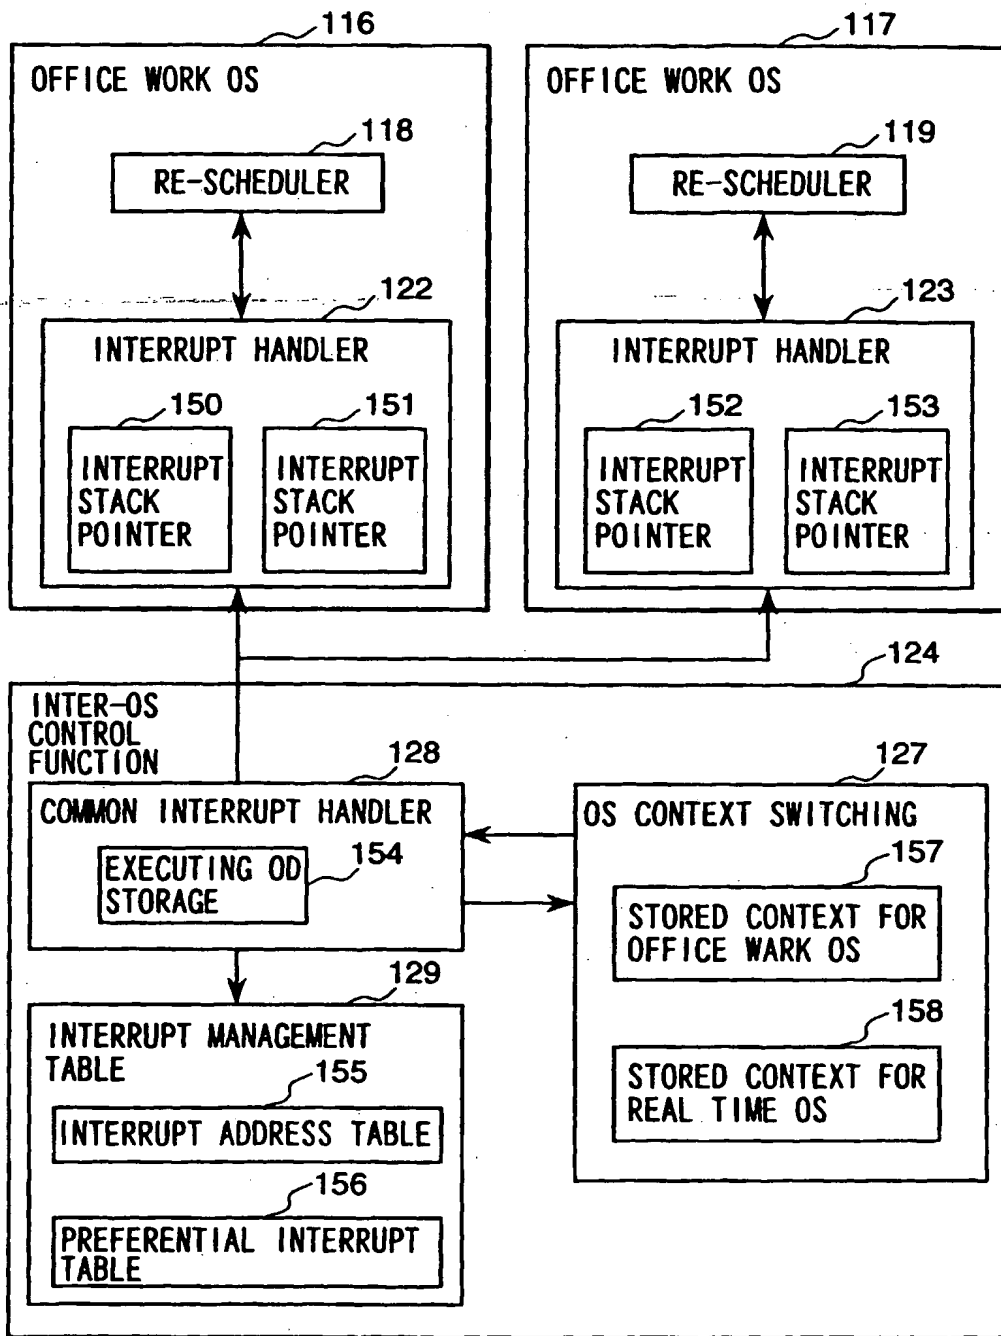 116
117
OFFICE WORK OS
OFFICE WORK OS
118
119
RE-SCHEDULER
RE-SCHEDULER
122
123
INTERRUPT HANDLER
INTERRUPT HANDLER
150
151
152
153
INTERRUPT
STACK
POINTER
INTERRUPT
STACK
POINTER
INTERRUPT
STACK
POINTER
INTERRUPT
STACK
POINTER
124
INTER-OS
CONTROL
FUNCTION
128
127
COMMON INTERRUPT HANDLER
OS CONTEXT SWITCHING
EXECUTING OD
STORAGE
154
157
STORED CONTEXT FOR
OFFICE WARK OS
129
INTERRUPT MANAGEMENT
TABLE
158
STORED CONTEXT FOR
REAL TIME OS
155
INTERRUPT ADDRESS TABLE
156
PREFERENTIAL INTERRUPT
TABLE